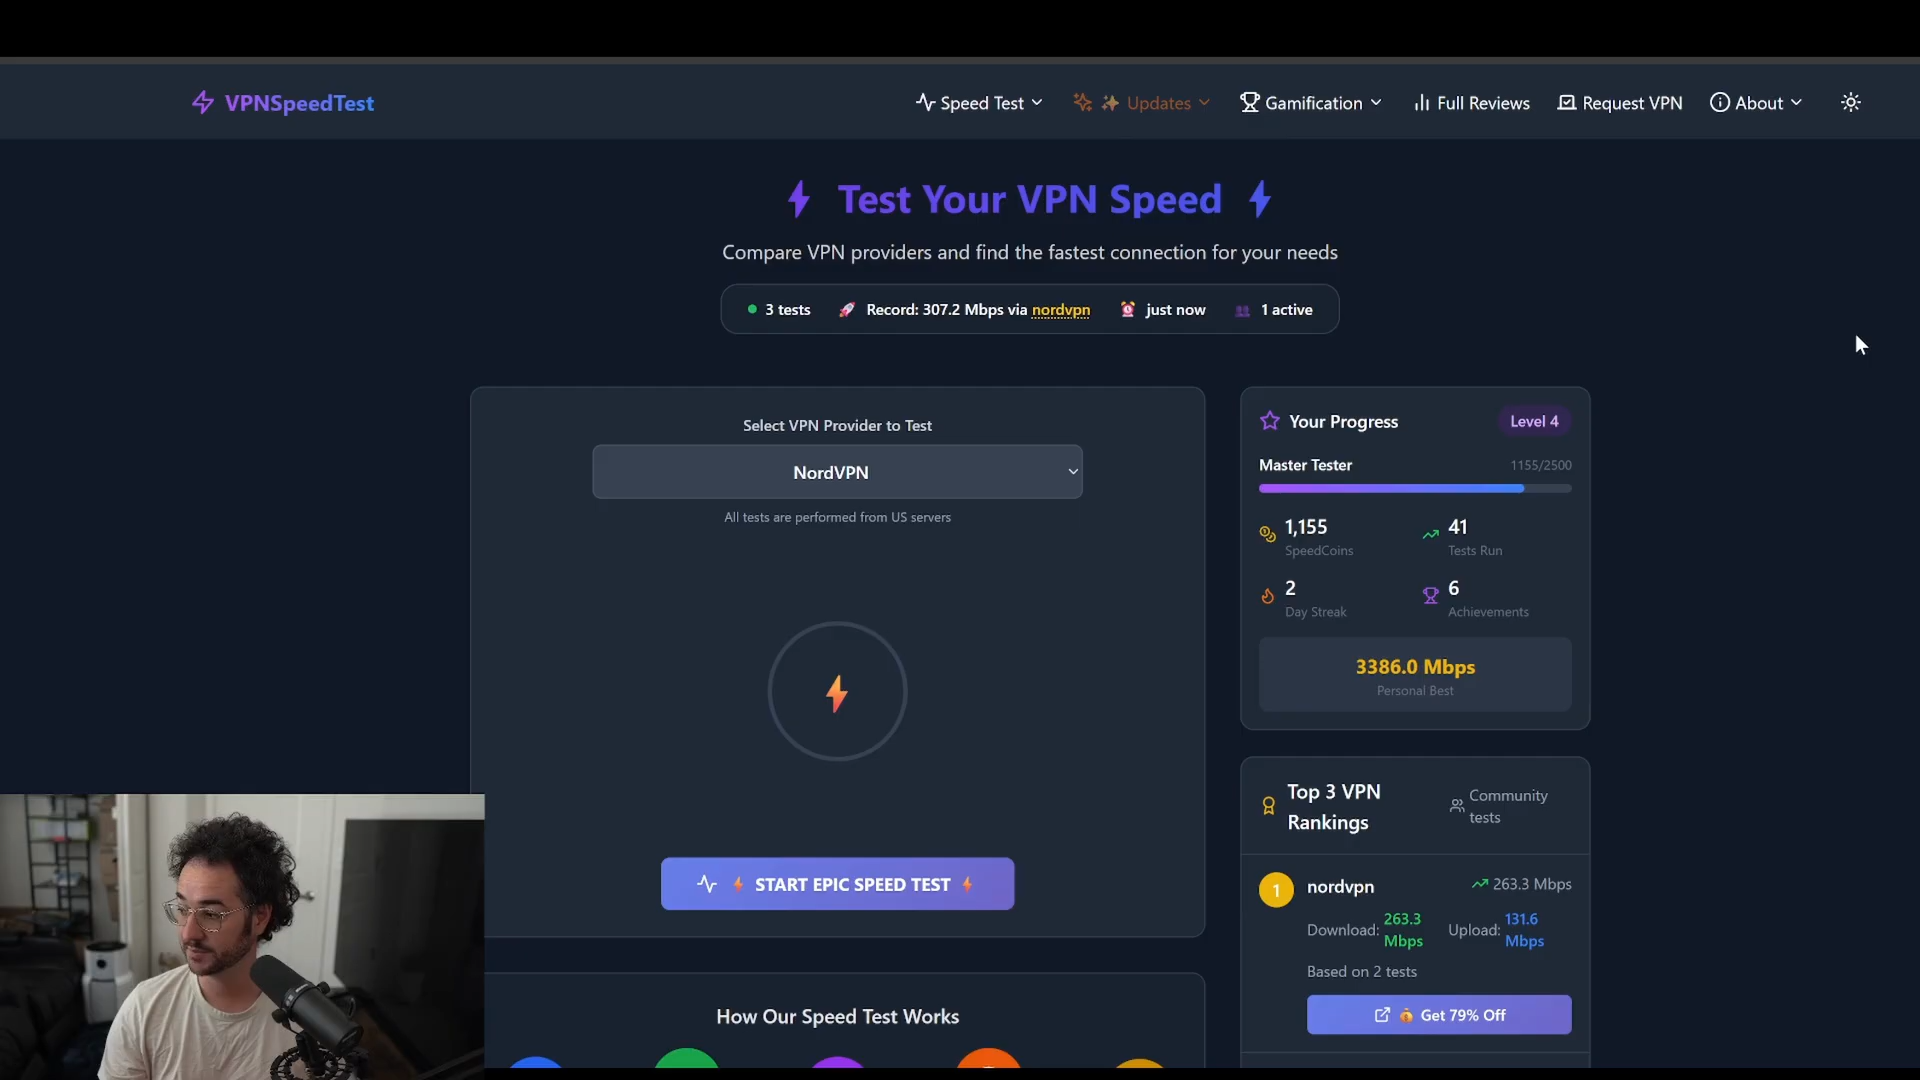 VPNSpeedTest
Speed Test
✨ Updates
Gamification
Full Reviews
Request VPN
About
Test Your VPN Speed
Compare VPN providers and find the fastest connection for your needs
3 tests
Record: 307.2 Mbps via nordvpn
just now
1 active
Select VPN Provider to Test
NordVPN
All tests are performed from US servers
START EPIC SPEED TEST
How Our Speed Test Works
Your Progress
Level 4
Master Tester
1155/2500
1,155
SpeedCoins
41
Tests Run
2
Day Streak
6
Achievements
3386.0 Mbps
Personal Best
Top 3 VPN
Rankings
Community
tests
1
nordvpn
263.3 Mbps
Download: 263.3
Mbps
Upload: 131.6
Mbps
Based on 2 tests
Get 79% Off